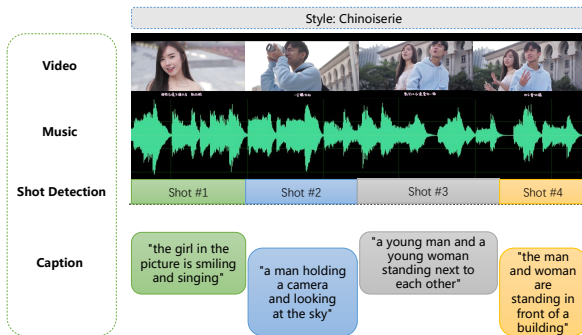 Style: Chinoiserie
Video
Music
Shot Detection
Shot #1
Shot #2
Shot #3
Shot #4
Caption
"the girl in the
picture is smiling
and singing"
"a man holding
a camera
and looking
at the sky"
"a young man and a
young woman
standing next to
each other"
"the man
and woman
are
standing in
front of a
building"